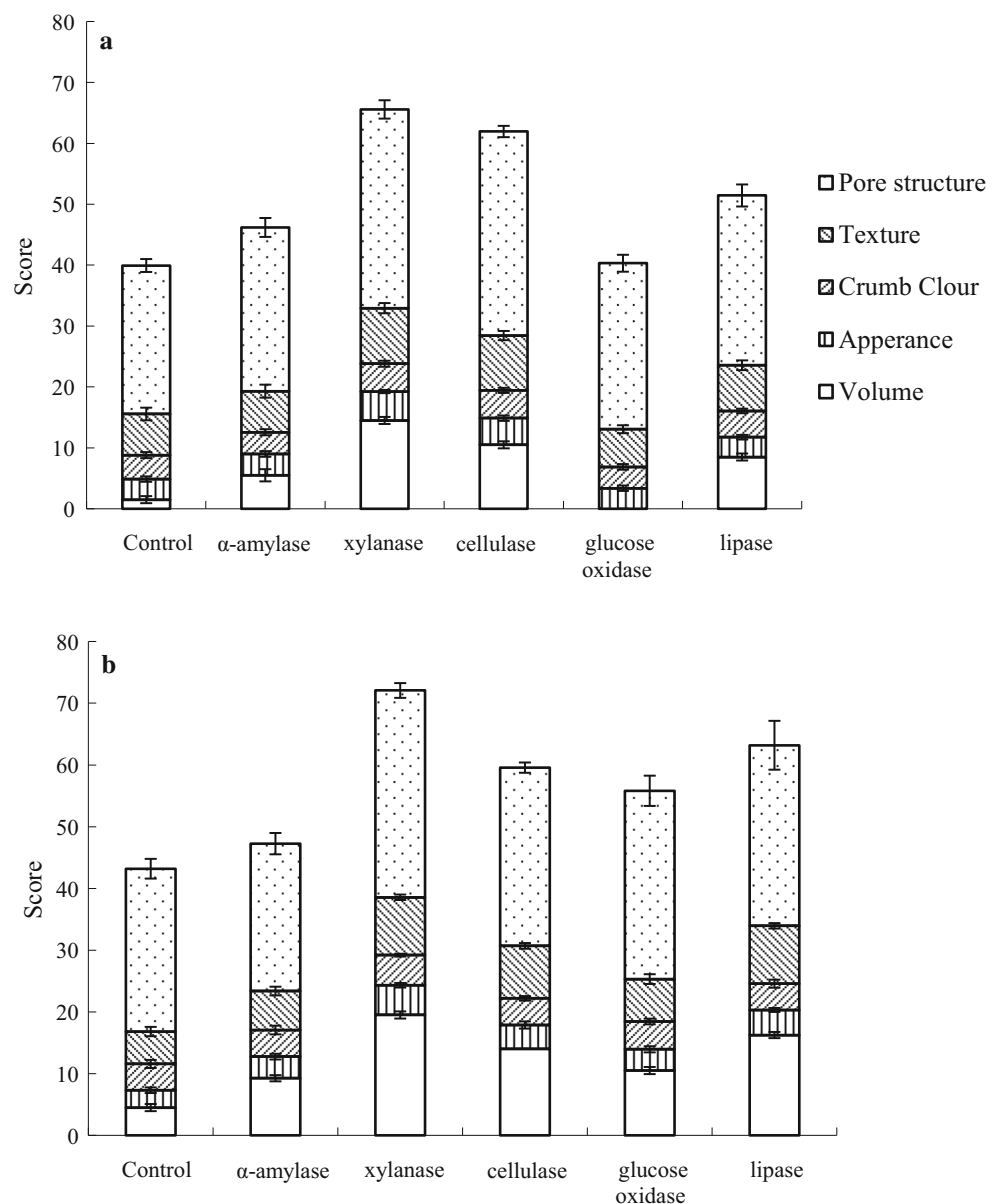 a
80
70
60
50
40
30
20
10
0
Score
Control
α-amylase
xylanase
cellulase
glucose
oxidase
lipase
Pore structure
Texture
Crumb Clour
Apperance
Volume
b
80
70
60
50
40
30
20
10
0
Score
Control
α-amylase
xylanase
cellulase
glucose
oxidase
lipase